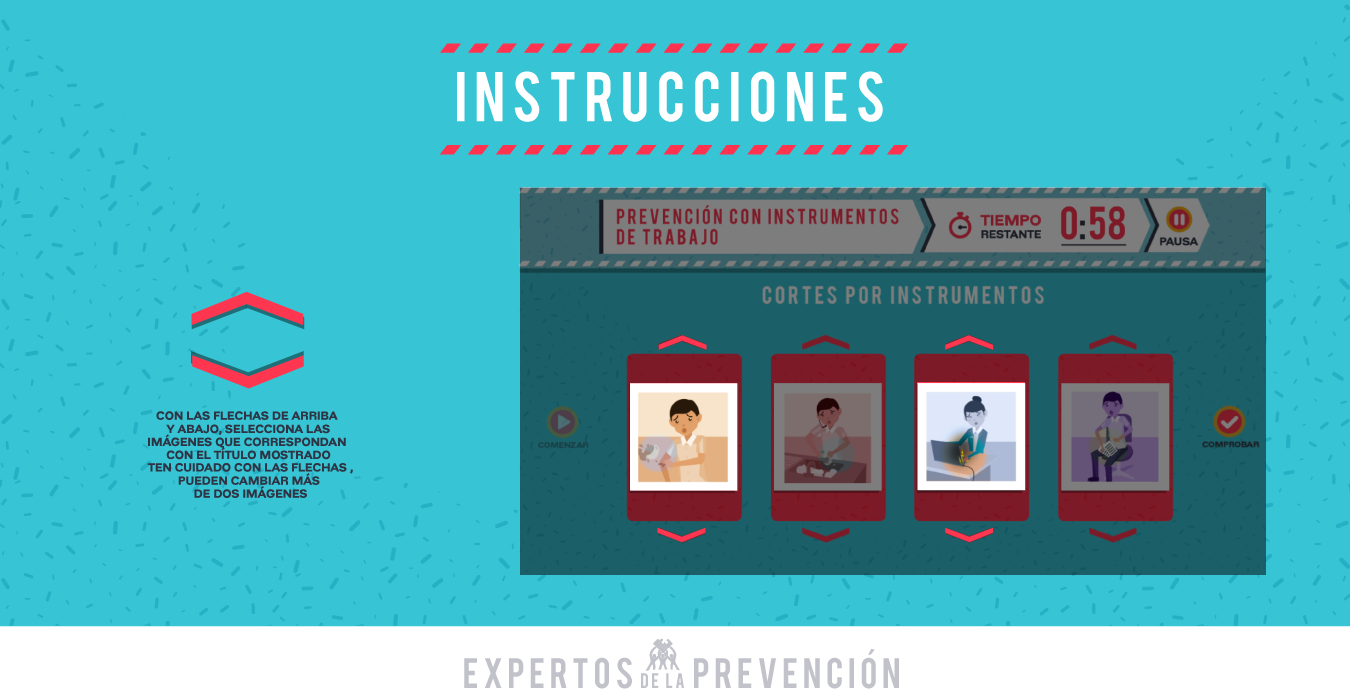 INSTRUCCIONES
PREVENCIÓN CON INSTRUMENTOS
DE TRABAJO
TIEMPO
RESTANTE
0:58
PAUSA
CORTES POR INSTRUMENTOS
COMENZAR
COMPROBAR
CON LAS FLECHAS DE ARRIBA
Y ABAJO, SELECCIONA LAS
IMÁGENES QUE CORRESPONDAN
CON EL TÍTULO MOSTRADO
TEN CUIDADO CON LAS FLECHAS ,
PUEDEN CAMBIAR MÁS
DE DOS IMÁGENES
EXPERTOS DE LA PREVENCIÓN